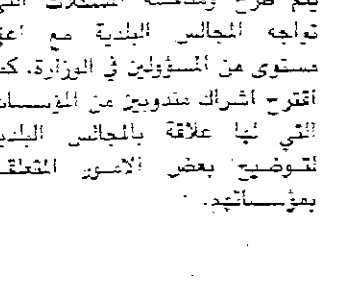 يتم طرح ومناقشة المشكلات التي
تواجه المجالس البلدية مع اعلى
مستوى من المسؤولين في الوزارة. كما
اقترح اشراك مندوبين من المؤسسات
التي لها علاقة بالمجالس البلدية
لتوضيح بعض الامور المتعلقة
بمؤسساتهم.